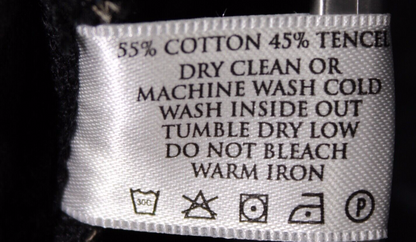 55% COTTON 45% TENCEL
DRY CLEAN OR
MACHINE WASH COLD
WASH INSIDE OUT
TUMBLE DRY LOW
DO NOT BLEACH
WARM IRON
30C P